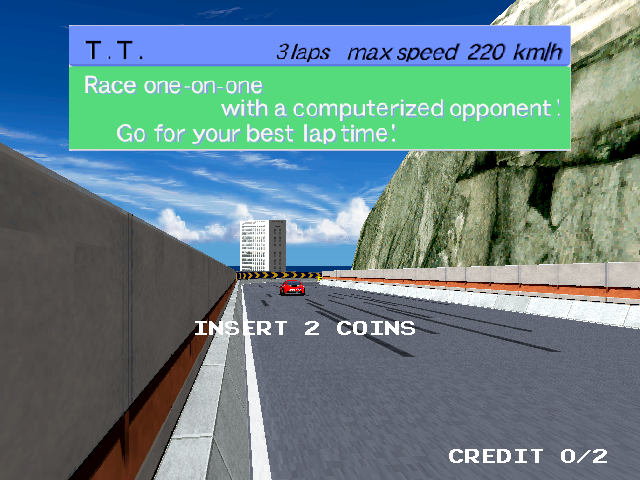 T.T. 3laps max speed 220 km/h
Race one-on-one
with a computerized opponent!
Go for your best lap time!
INSERT 2 COINS
CREDIT 0/2